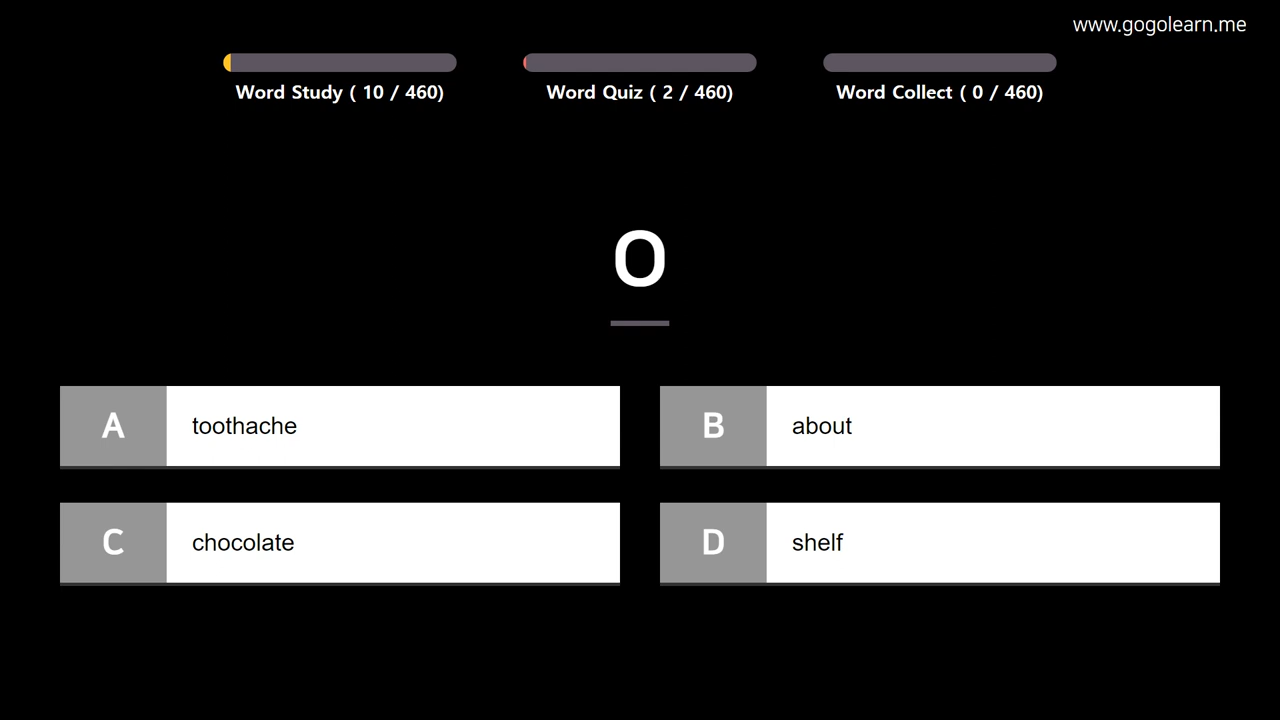 www.gogolearn.me
Word Study ( 10 / 460)
Word Quiz ( 2 / 460)
Word Collect ( 0 / 460)
O
A toothache
B about
C chocolate
D shelf